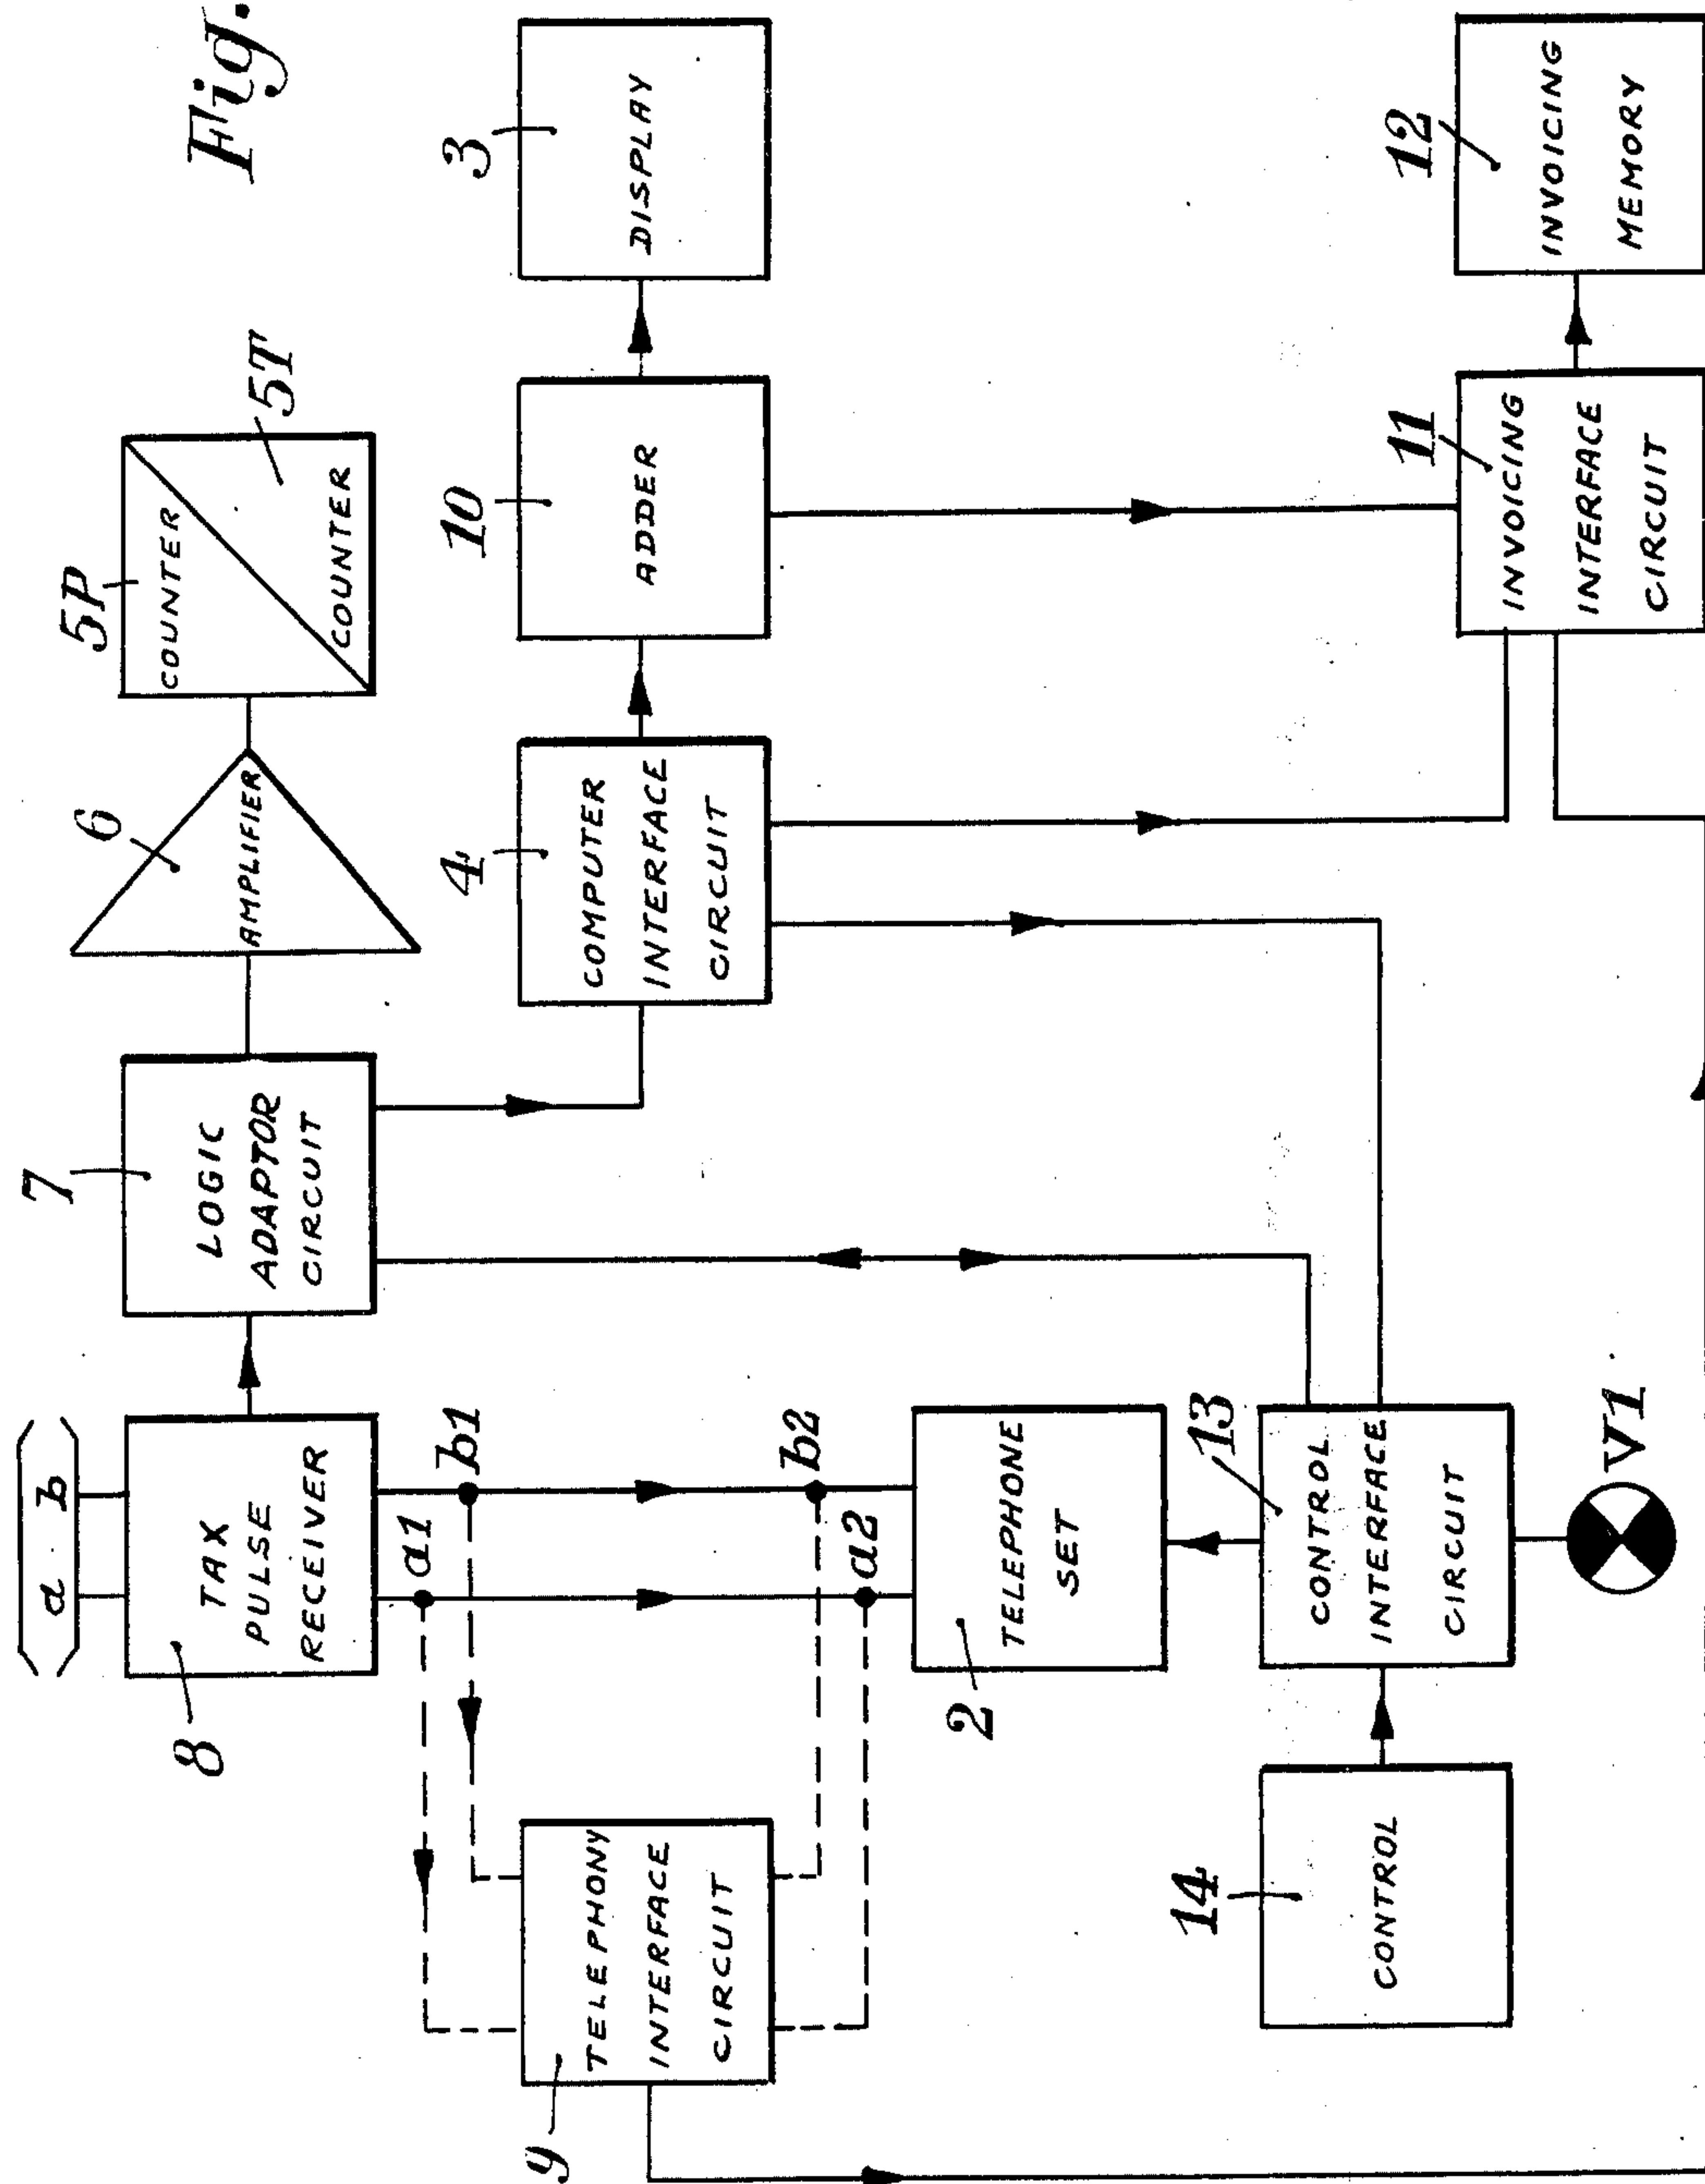 Fig.
( a b )
8
TAX
PULSE
RECEIVER
7
LOGIC
ADAPTOR
CIRCUIT
6
AMPLIFIER
5P
COUNTER
COUNTER
5T
a1
b1
9
TELEPHONY
INTERFACE
CIRCUIT
4
COMPUTER
INTERFACE
CIRCUIT
10
ADDER
3
DISPLAY
a2
b2
2
TELEPHONE
SET
14
CONTROL
13
CONTROL
INTERFACE
CIRCUIT
V1
11
INVOICING
INTERFACE
CIRCUIT
12
INVOICING
MEMORY